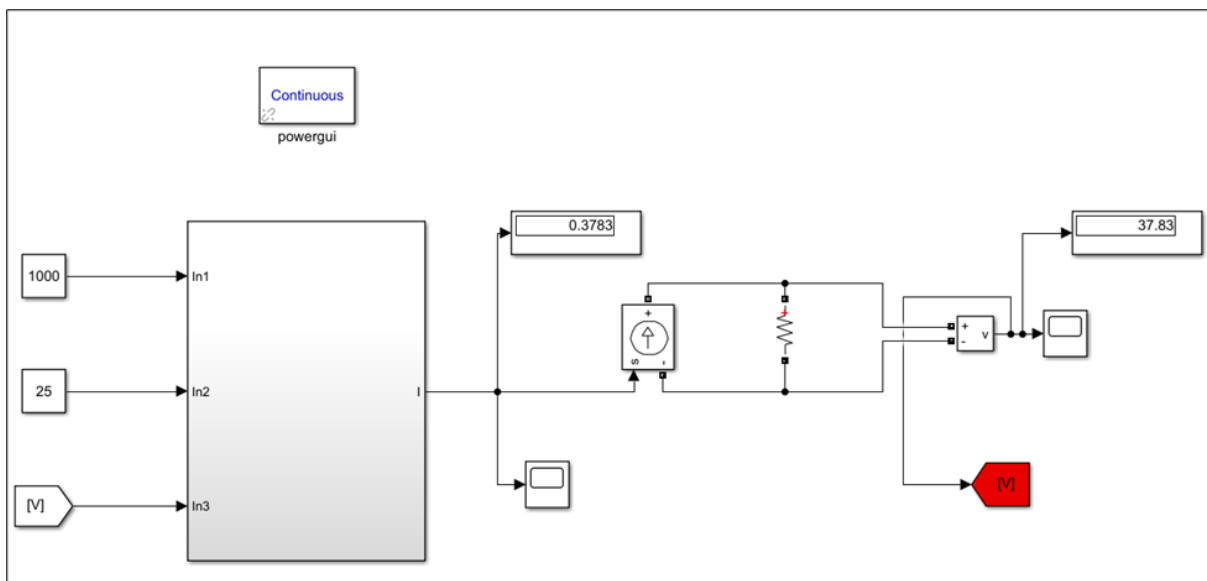 Continuous
powergui
0.3783
37.83
1000
In1
+
+
+
-
v
s
-
25
In2
I
[V]
In3
[V]